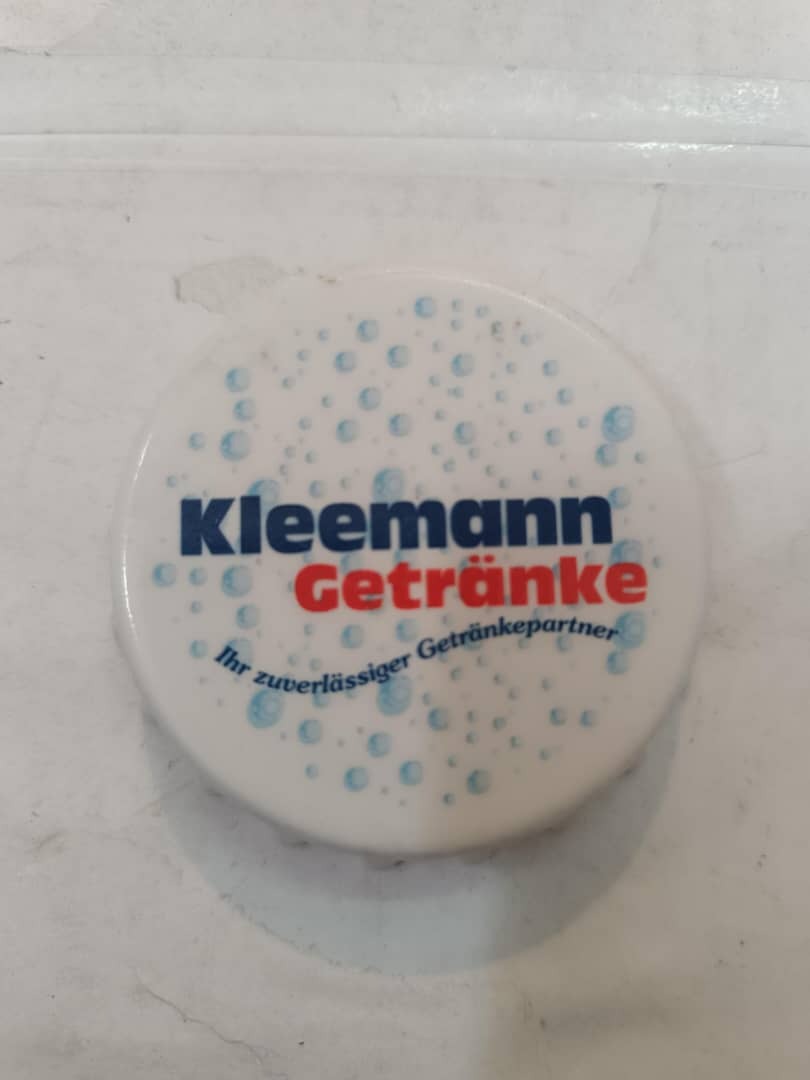 Kleemann
Getränke
Ihr zuverlässiger Getränkepartner